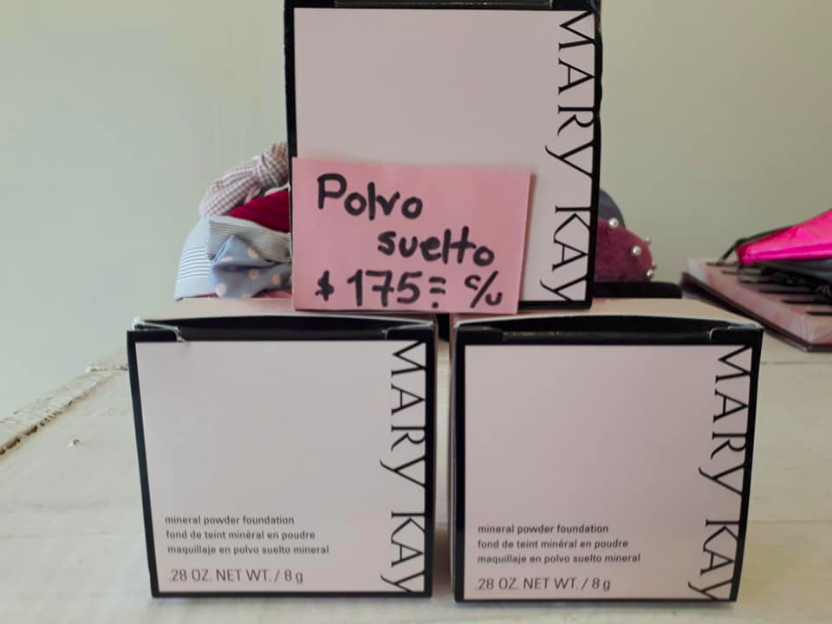 MARY KAY
Polvo
suelto
$175= c/u
MARY KAY
mineral powder foundation
fond de teint minéral en poudre
maquillaje en polvo suelto mineral
.28 OZ. NET WT. / 8 g
MARY KAY
mineral powder foundation
fond de teint minéral en poudre
maquillaje en polvo suelto mineral
.28 OZ. NET WT. / 8 g